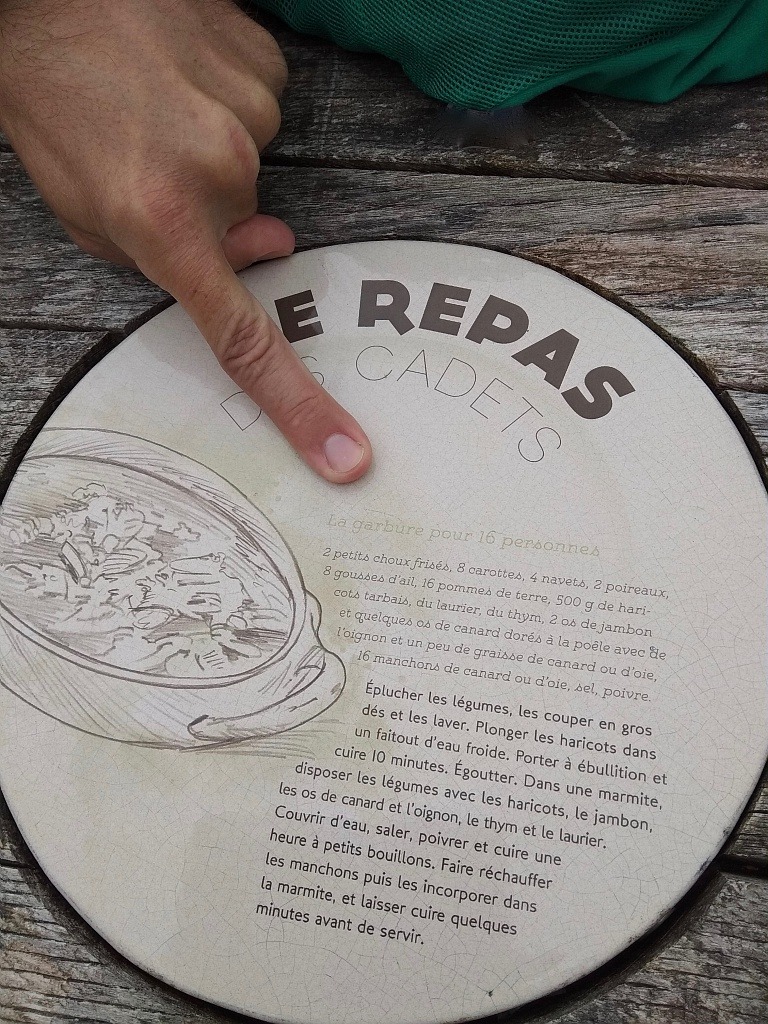 E REPAS
CADETS
La garbure pour 16 personnes
2 petits choux frisés, 8 carottes, 4 navets, 2 poireaux,
8 gousses d'ail, 16 pommes de terre, 500 g de hari-
cots tarbais, du laurier, du thym, 2 os de jambon
et quelques os de canard dorés à la poêle avec de
l'oignon et un peu de graisse de canard ou d'oie,
16 manchons de canard ou d'oie, sel, poivre.
Éplucher les légumes, les couper en gros
dés et les laver. Plonger les haricots dans
un faitout d'eau froide. Porter à ébullition et
cuire 10 minutes. Égoutter. Dans une marmite,
disposer les légumes avec les haricots, le jambon,
les os de canard et l'oignon, le thym et le laurier.
Couvrir d'eau, saler, poivrer et cuire une
heure à petits bouillons. Faire réchauffer
les manchons puis les incorporer dans
la marmite, et laisser cuire quelques
minutes avant de servir.